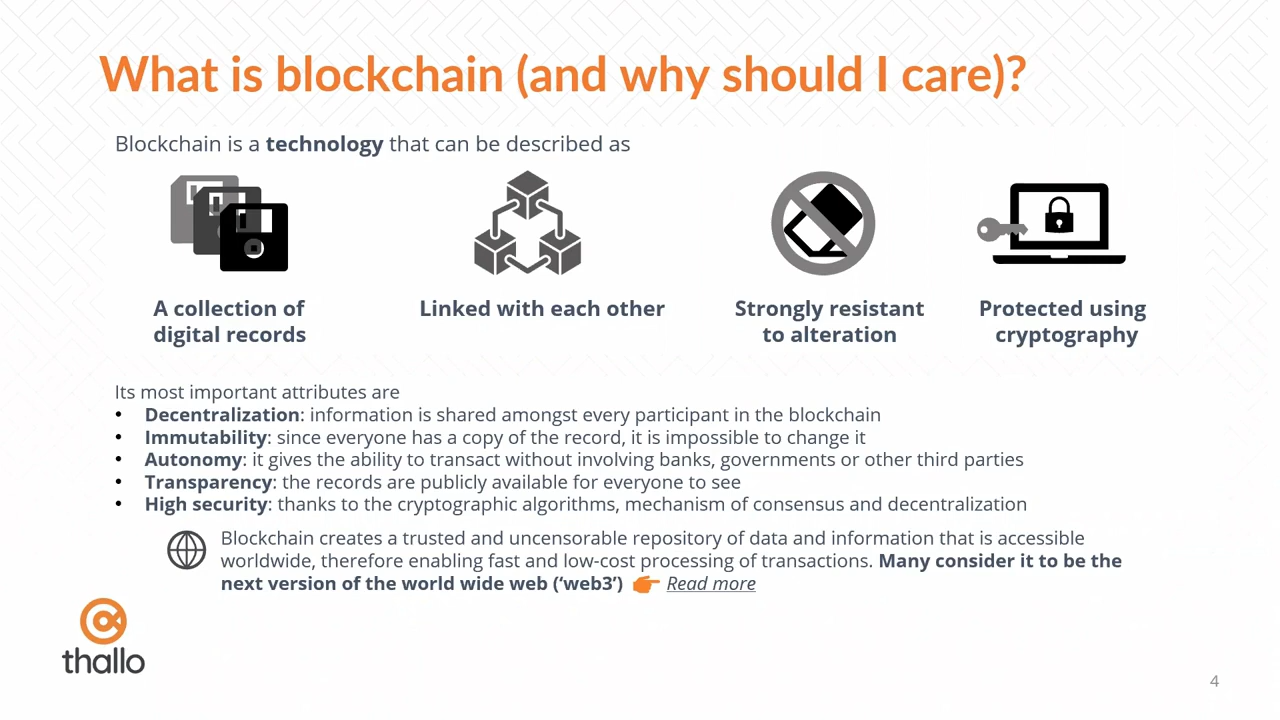 What is blockchain (and why should I care)?
Blockchain is a technology that can be described as
A collection of
digital records
Linked with each other
Strongly resistant
to alteration
Protected using
cryptography
Its most important attributes are
• Decentralization: information is shared amongst every participant in the blockchain
• Immutability: since everyone has a copy of the record, it is impossible to change it
• Autonomy: it gives the ability to transact without involving banks, governments or other third parties
• Transparency: the records are publicly available for everyone to see
• High security: thanks to the cryptographic algorithms, mechanism of consensus and decentralization
Blockchain creates a trusted and uncensorable repository of data and information that is accessible
worldwide, therefore enabling fast and low-cost processing of transactions. Many consider it to be the
next version of the world wide web (‘web3’) 👉 Read more
thallo
4